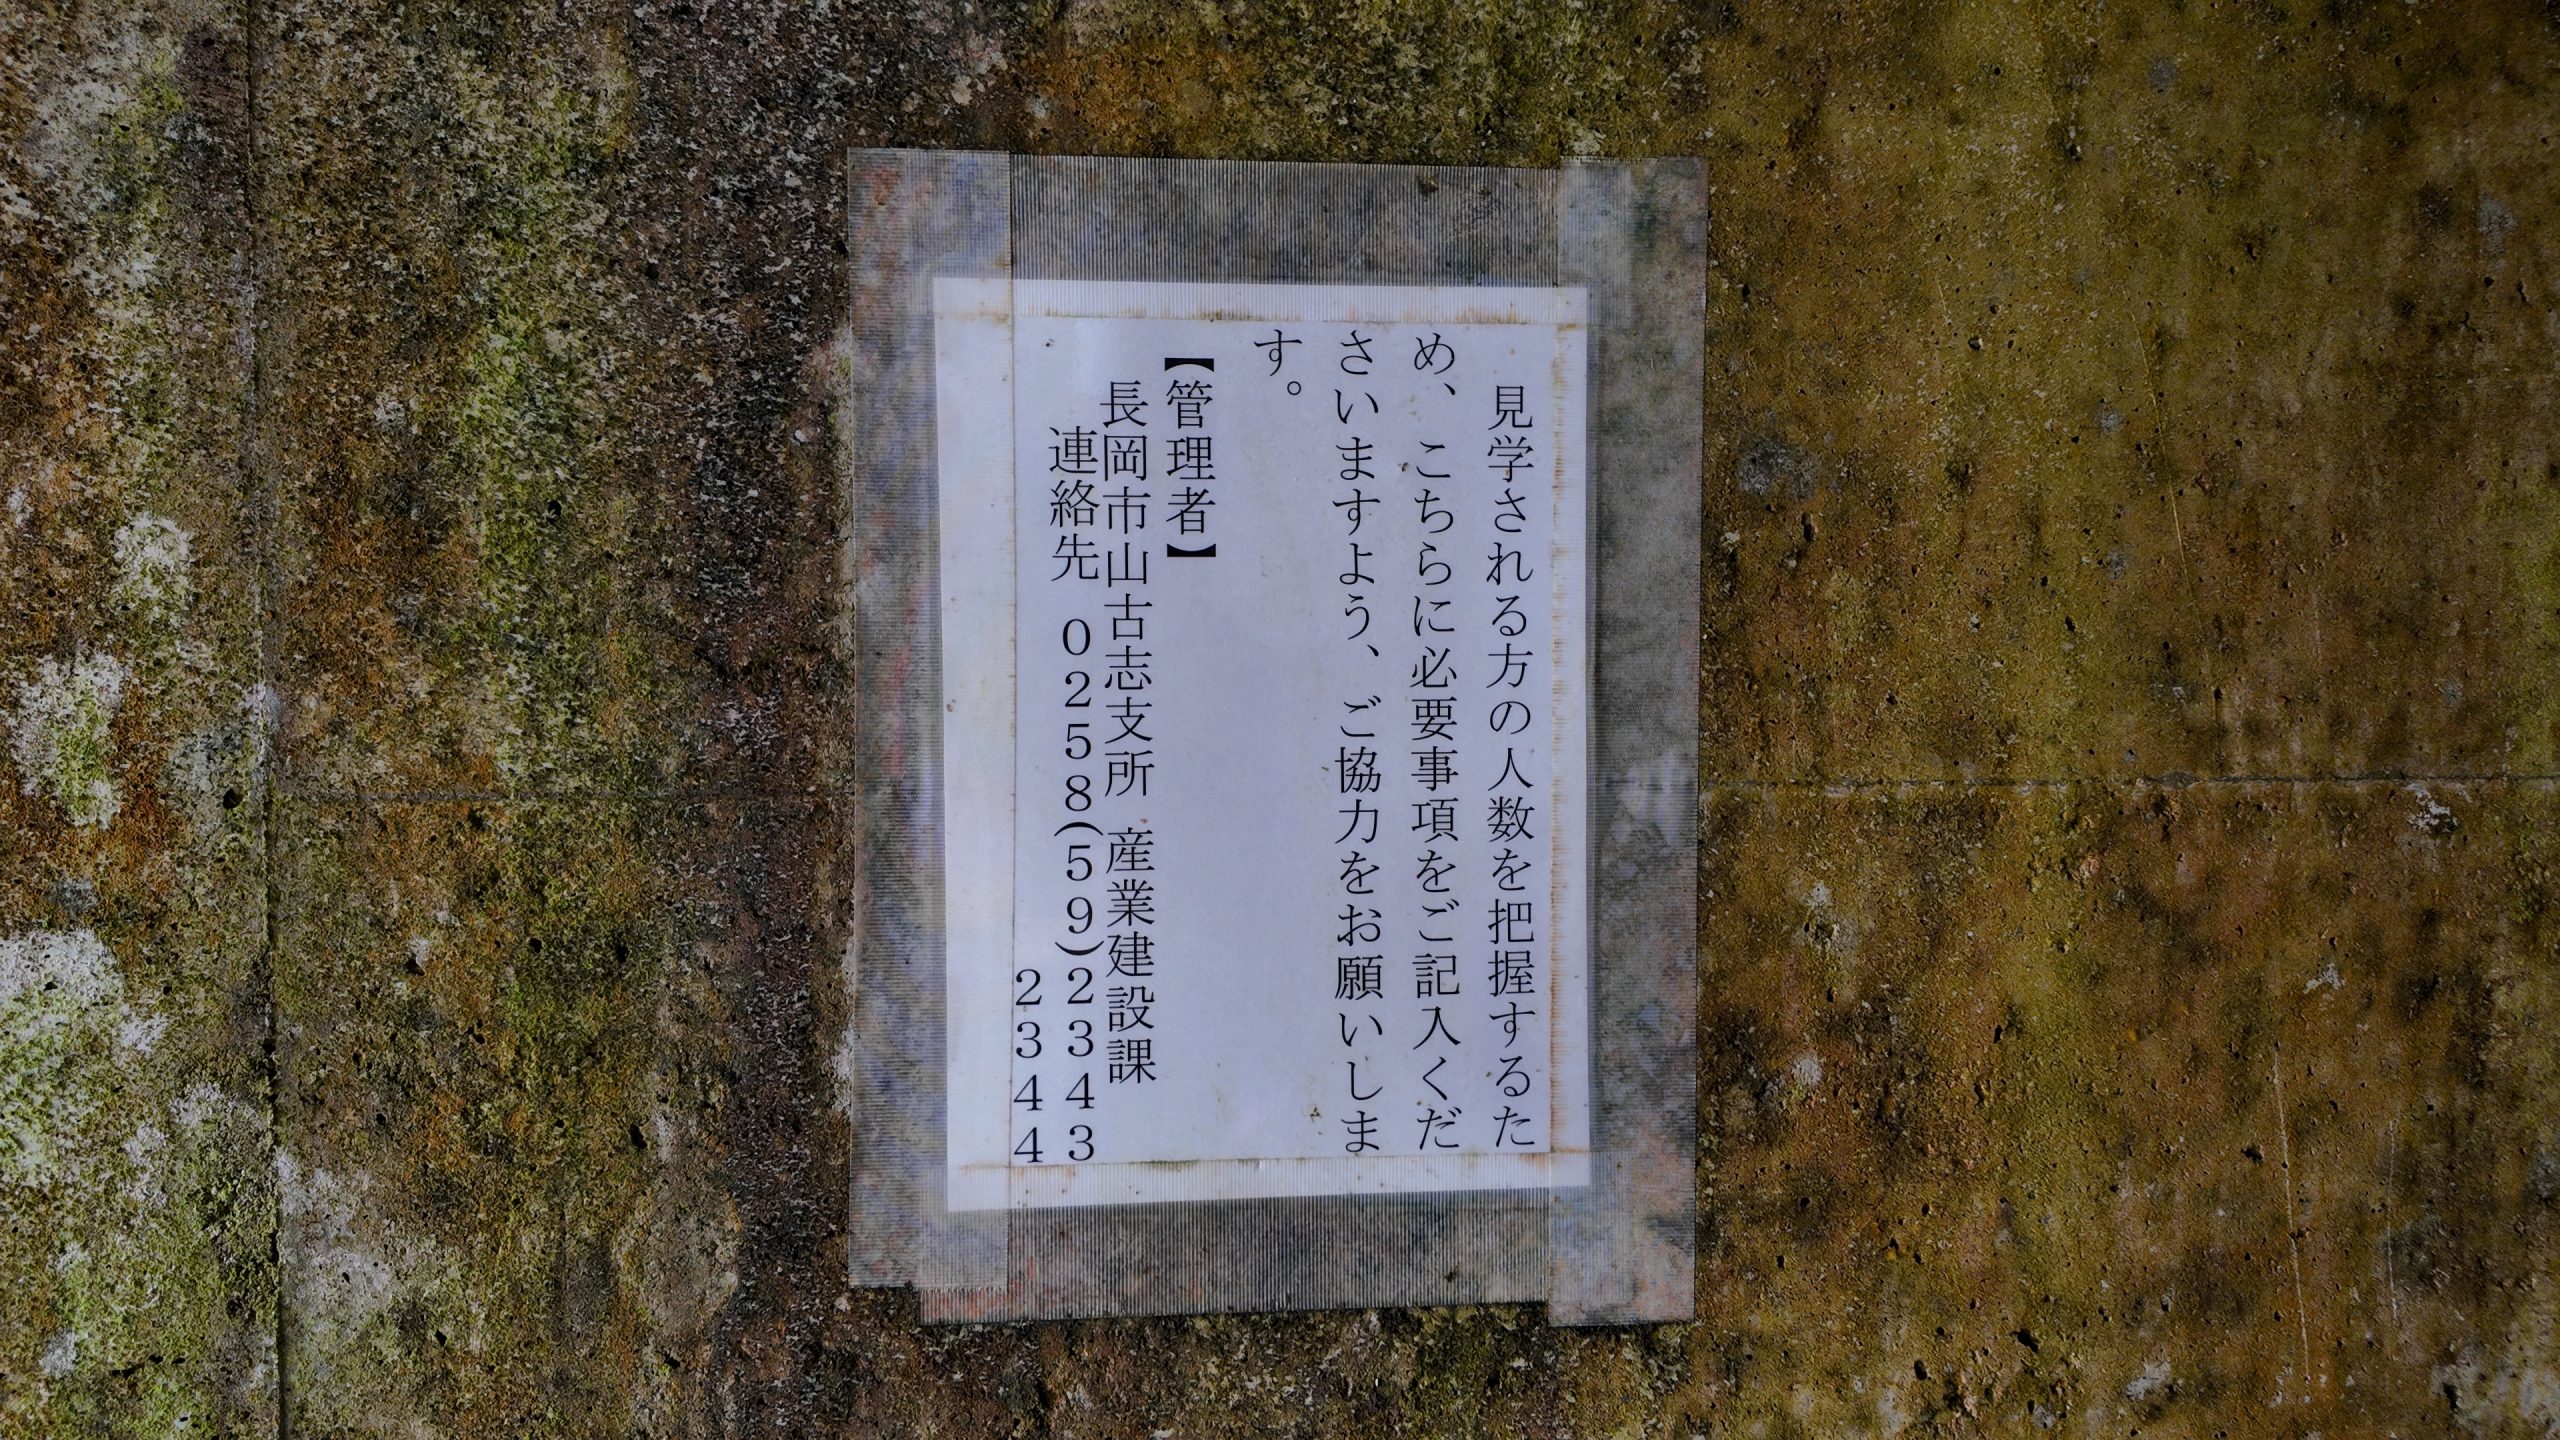 見学される方の人数を把握するた
め、こちらに必要事項をご記入くだ
さいますよう、ご協力をお願いしま
す。
【管理者】
長岡市山古志支所 産業建設課
連絡先 0258(59)2343
2344